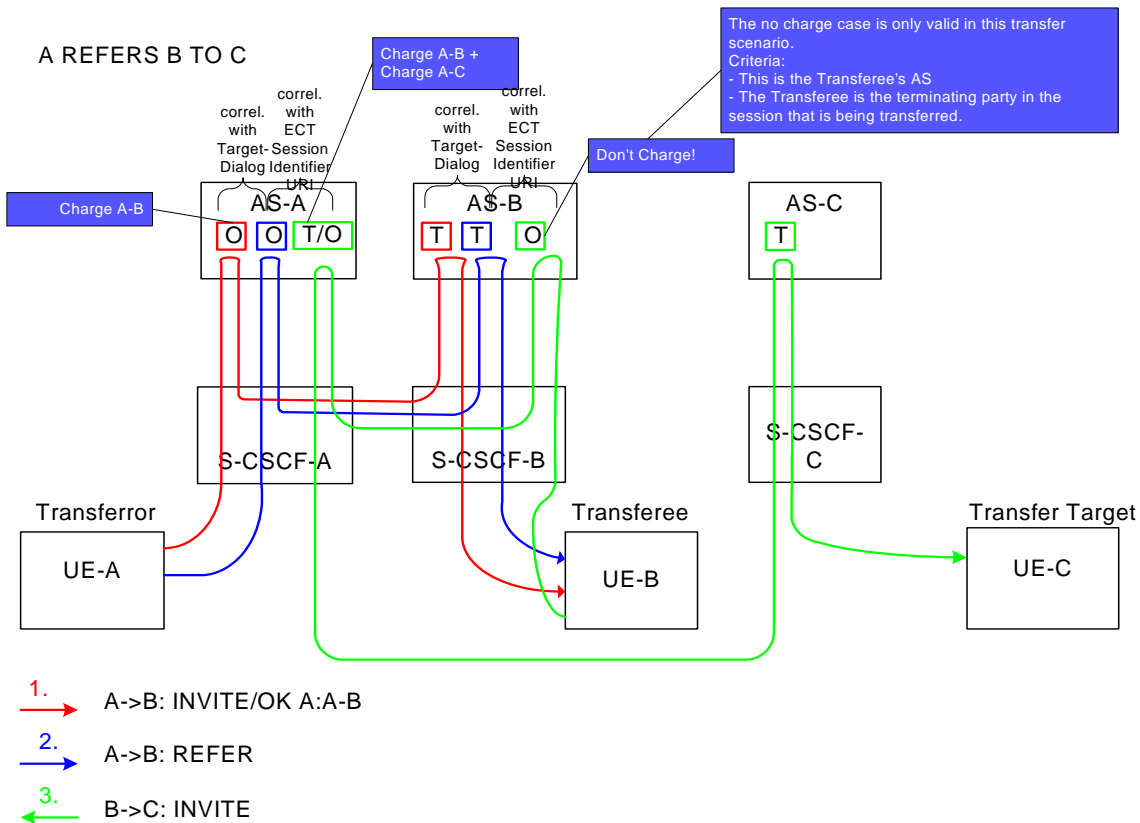 A REFERS B TO C
Charge A-B +
Charge A-C
The no charge case is only valid in this transfer
scenario.
Criteria:
- This is the Transferee's AS
- The Transferee is the terminating party in the
session that is being transferred.
correl.
with
Target-
Dialog
correl.
with
ECT
Session
Identifier
URI
correl.
with
Target-
Dialog
correl.
with
ECT
Session
Identifier
URI
Don't Charge!
Charge A-B
AS-A
O
O
T/O
AS-B
T
T
O
AS-C
T
S-CSCF-A
S-CSCF-B
S-CSCF-
C
Transferror
UE-A
Transferee
UE-B
Transfer Target
UE-C
1.
A->B: INVITE/OK A:A-B
2.
A->B: REFER
3.
B->C: INVITE